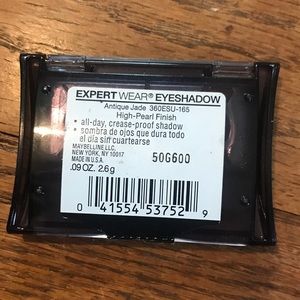 EXPERT WEAR® EYESHADOW
Antique Jade 360ESU-165
High-Pearl Finish
• all-day, crease-proof shadow
• sombra de ojos que dura todo
el día sin cuartearse
MAYBELLINE LLC,
NEW YORK, NY 10017
MADE IN U.S.A.
50G600
.09 OZ. 2.6g
0 41554 53752 9